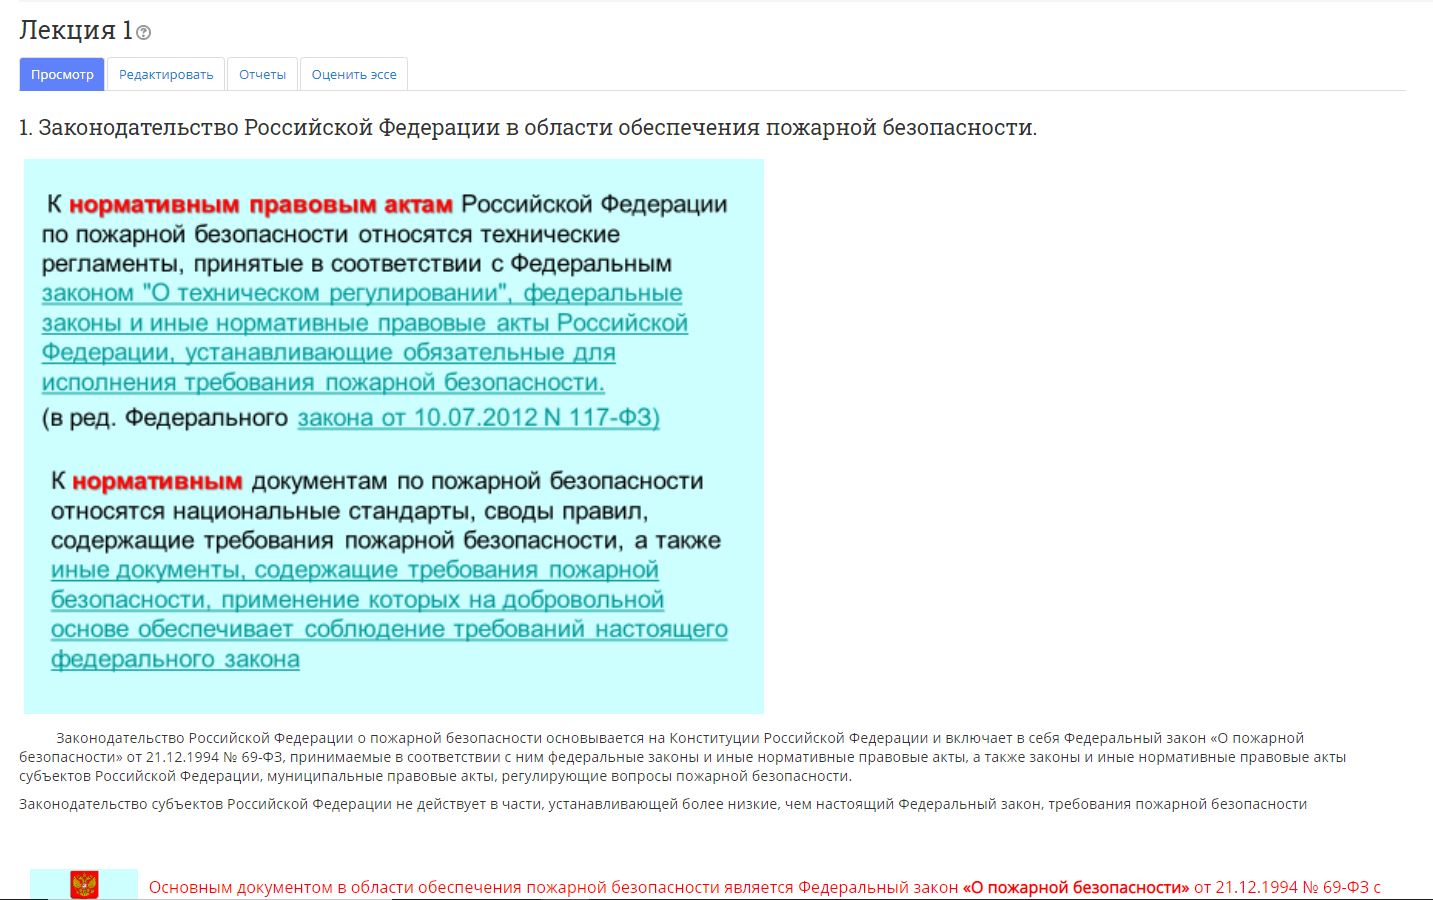 Лекция 1
Просмотр Редактировать Отчеты Оценить эссе
1. Законодательство Российской Федерации в области обеспечения пожарной безопасности.
К нормативным правовым актам Российской Федерации
по пожарной безопасности относятся технические
регламенты, принятые в соответствии с Федеральным
законом "О техническом регулировании", федеральные
законы и иные нормативные правовые акты Российской
Федерации, устанавливающие обязательные для
исполнения требования пожарной безопасности.
(в ред. Федерального закона от 10.07.2012 N 117-ФЗ)
К нормативным документам по пожарной безопасности
относятся национальные стандарты, своды правил,
содержащие требования пожарной безопасности, а также
иные документы, содержащие требования пожарной
безопасности, применение которых на добровольной
основе обеспечивает соблюдение требований настоящего
федерального закона
Законодательство Российской Федерации о пожарной безопасности основывается на Конституции Российской Федерации и включает в себя Федеральный закон «О пожарной
безопасности» от 21.12.1994 № 69-ФЗ, принимаемые в соответствии с ним федеральные законы и иные нормативные правовые акты, а также законы и иные нормативные правовые акты
субъектов Российской Федерации, муниципальные правовые акты, регулирующие вопросы пожарной безопасности.
Законодательство субъектов Российской Федерации не действует в части, устанавливающей более низкие, чем настоящий Федеральный закон, требования пожарной безопасности
Основным документом в области обеспечения пожарной безопасности является Федеральный закон «О пожарной безопасности» от 21.12.1994 № 69-ФЗ с